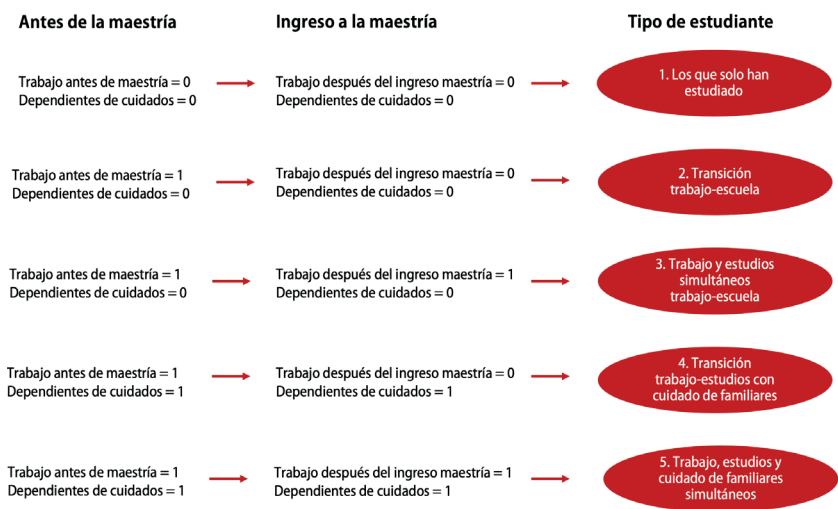 Antes de la maestría
Ingreso a la maestría
Tipo de estudiante
Trabajo antes de maestría = 0
Dependientes de cuidados = 0
Trabajo después del ingreso maestría = 0
Dependientes de cuidados = 0
1. Los que solo han
estudiado
Trabajo antes de maestría = 1
Dependientes de cuidados = 0
Trabajo después del ingreso maestría = 0
Dependientes de cuidados = 0
2. Transición
trabajo-escuela
Trabajo antes de maestría = 1
Dependientes de cuidados = 0
Trabajo después del ingreso maestría = 1
Dependientes de cuidados = 0
3. Trabajo y estudios
simultáneos
trabajo-escuela
Trabajo antes de maestría = 1
Dependientes de cuidados = 1
Trabajo después del ingreso maestría = 0
Dependientes de cuidados = 1
4. Transición
trabajo-estudios con
cuidado de familiares
Trabajo antes de maestría = 1
Dependientes de cuidados = 1
Trabajo después del ingreso maestría = 1
Dependientes de cuidados = 1
5. Trabajo, estudios y
cuidado de familiares
simultáneos